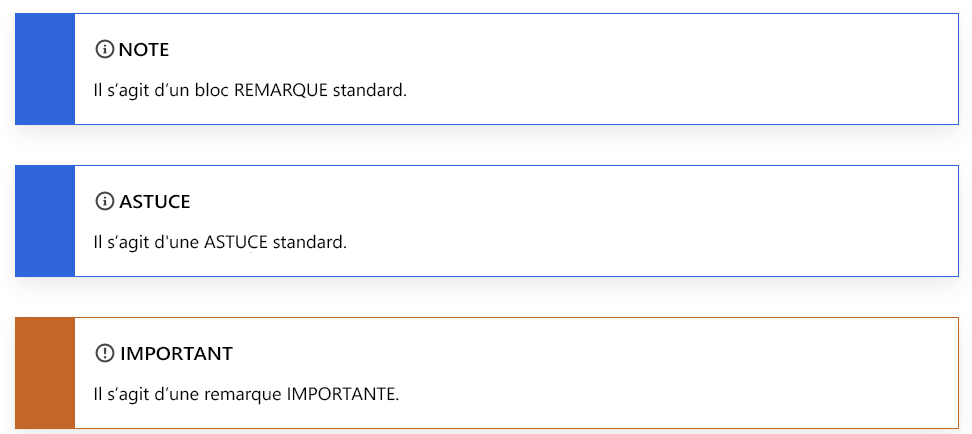 NOTE
Il s’agit d’un bloc REMARQUE standard.
ASTUCE
Il s’agit d'une ASTUCE standard.
IMPORTANT
Il s’agit d’une remarque IMPORTANTE.